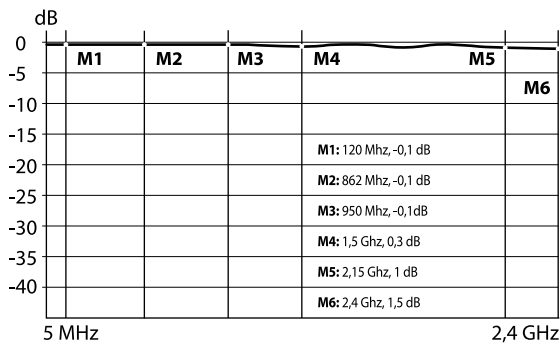 dB
0
-5
-10
-15
-20
-25
-30
-35
-40
M1 M2 M3 M4 M5
M6
M1: 120 Mhz, -0,1 dB
M2: 862 Mhz, -0,1 dB
M3: 950 Mhz, -0,1dB
M4: 1,5 Ghz, 0,3 dB
M5: 2,15 Ghz, 1 dB
M6: 2,4 Ghz, 1,5 dB
5 MHz 2,4 GHz